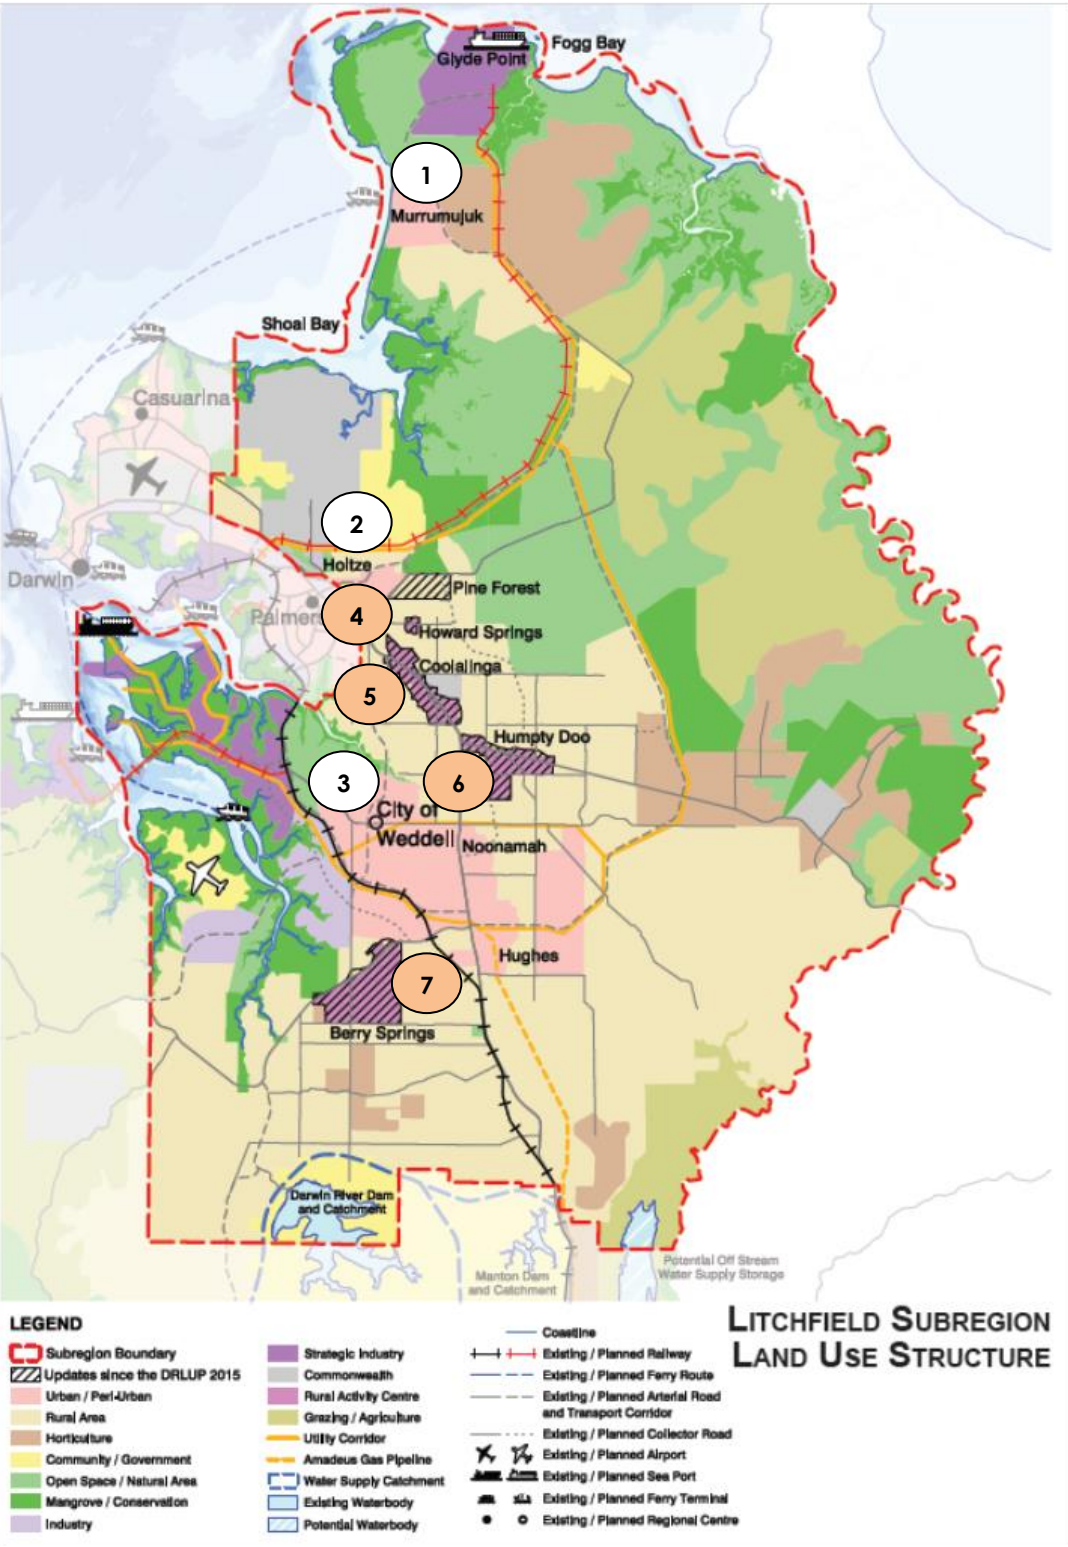 Glyde Point
Fogg Bay
1
Murrumujuk
Shoal Bay
Casuarina
2
Holtze
Darwin
Pine Forest
Palmers
4
Howard Springs
Coolalinga
5
Humpty Doo
3
6
City of
Weddell
Noonamah
Hughes
7
Berry Springs
Darwin River Dam
and Catchment
Manton Dam
and Catchment
Potential Off Stream
Water Supply Storage
LITCHFIELD SUBREGION
LAND USE STRUCTURE
LEGEND
Subregion Boundary
Updates since the DRLUP 2015
Urban / Peri-Urban
Rural Area
Horticulture
Community / Government
Open Space / Natural Area
Mangrove / Conservation
Industry
Strategic Industry
Commonwealth
Rural Activity Centre
Grazing / Agriculture
Utility Corridor
Amadeus Gas Pipeline
Water Supply Catchment
Existing Waterbody
Potential Waterbody
Coastline
Existing / Planned Railway
Existing / Planned Ferry Route
Existing / Planned Arterial Road
and Transport Corridor
Existing / Planned Collector Road
Existing / Planned Airport
Existing / Planned Sea Port
Existing / Planned Ferry Terminal
Existing / Planned Regional Centre